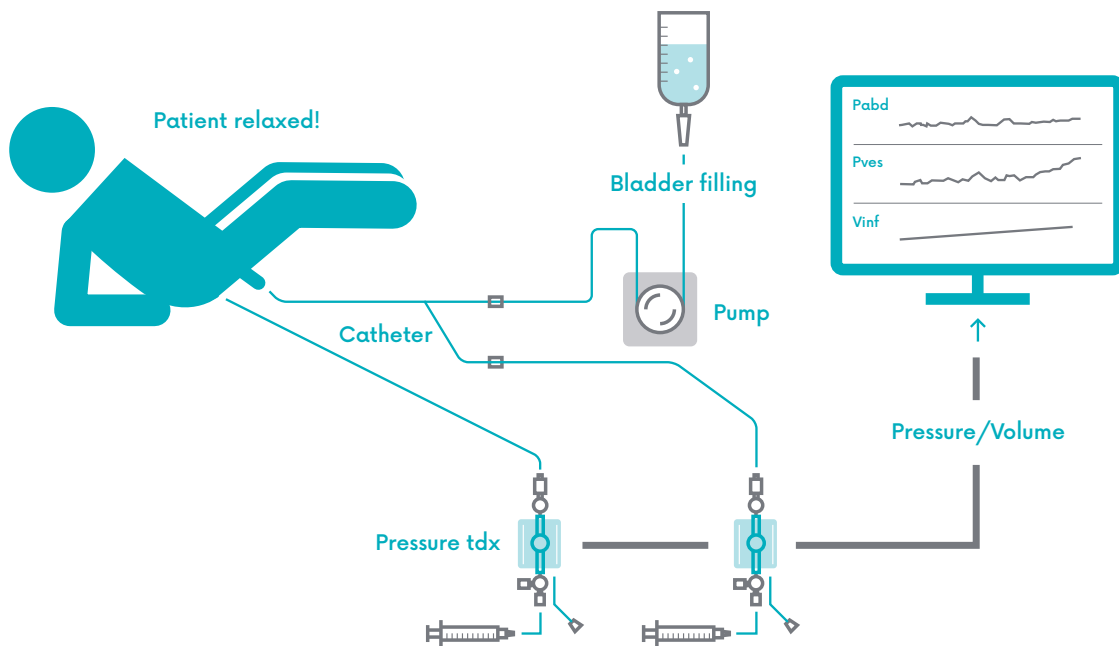 Patient relaxed!
Bladder filling
Pabd
Pves
Vinf
Pump
Catheter
Pressure/Volume
Pressure tdx